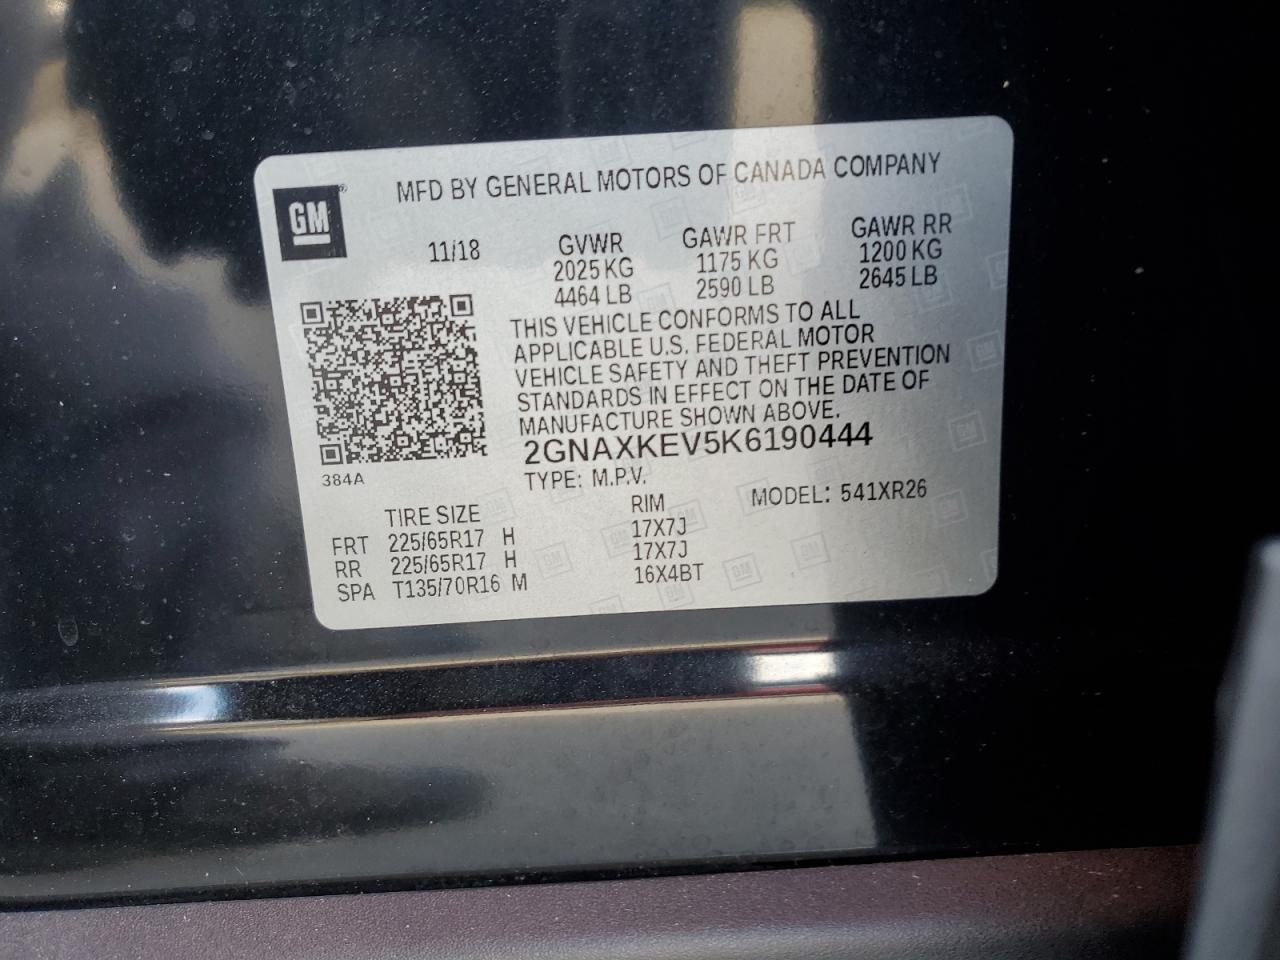 MFD BY GENERAL MOTORS OF CANADA COMPANY
GM®
11/18
GVWR
2025 KG
4464 LB
GAWR FRT
1175 KG
2590 LB
GAWR RR
1200 KG
2645 LB
THIS VEHICLE CONFORMS TO ALL
APPLICABLE U.S. FEDERAL MOTOR
VEHICLE SAFETY AND THEFT PREVENTION
STANDARDS IN EFFECT ON THE DATE OF
MANUFACTURE SHOWN ABOVE.
2GNAXKEV5K6190444
384A
TYPE: M.P.V.
MODEL: 541XR26
TIRE SIZE RIM
FRT 225/65R17 H 17X7J
RR 225/65R17 H 17X7J
SPA T135/70R16 M 16X4BT